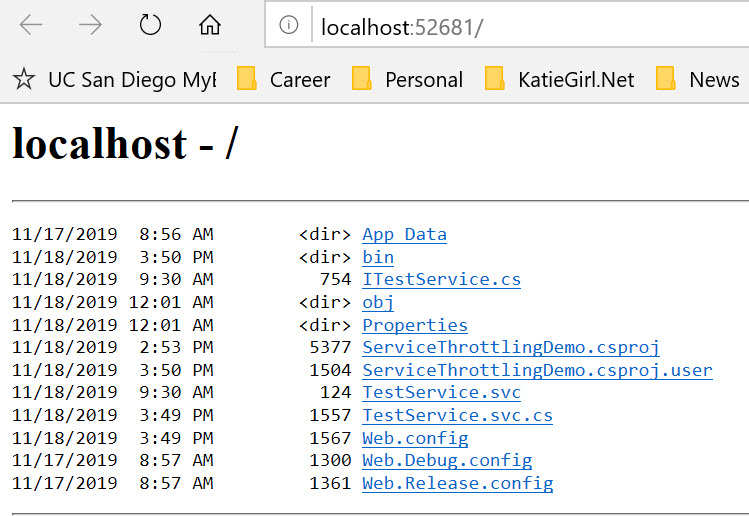 localhost:52681/
UC San Diego MyE Career Personal KatieGirl.Net News
localhost - /
11/17/2019 8:56 AM <dir> App_Data
11/18/2019 3:50 PM <dir> bin
11/18/2019 9:30 AM 754 ITestService.cs
11/18/2019 12:01 AM <dir> obj
11/18/2019 12:01 AM <dir> Properties
11/18/2019 2:53 PM 5377 ServiceThrottlingDemo.csproj
11/18/2019 3:50 PM 1504 ServiceThrottlingDemo.csproj.user
11/18/2019 9:30 AM 124 TestService.svc
11/18/2019 3:49 PM 1557 TestService.svc.cs
11/18/2019 3:49 PM 1567 Web.config
11/17/2019 8:57 AM 1300 Web.Debug.config
11/17/2019 8:57 AM 1361 Web.Release.config